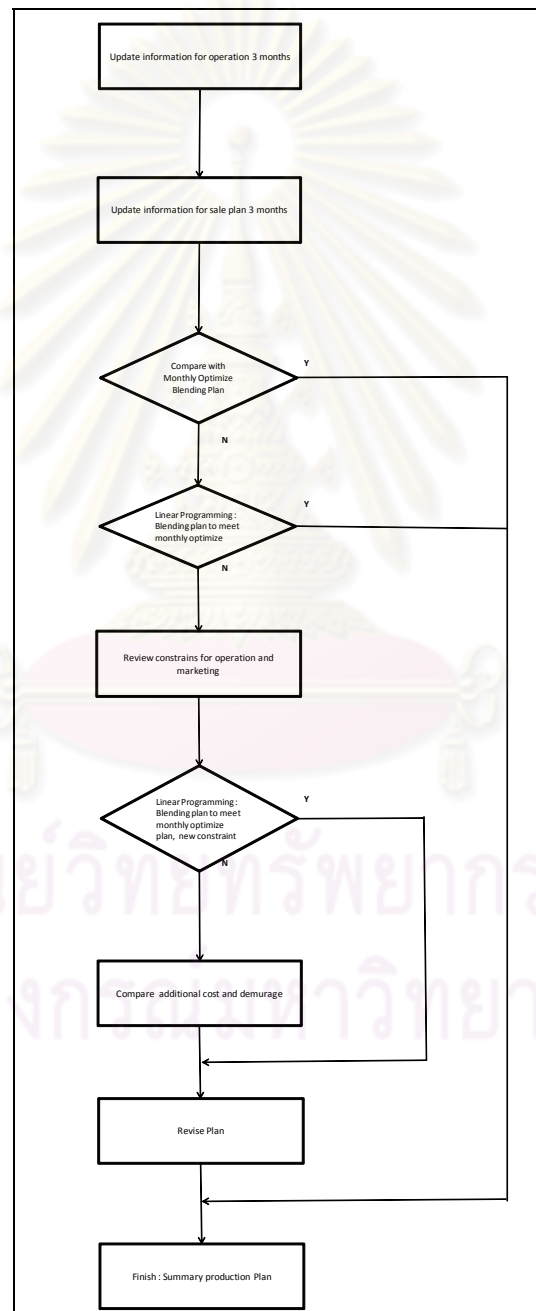 Update information for operation 3 months
Update information for sale plan 3 months
Compare with
Monthly Optimize
Blending Plan
Y
N
Linear Programming :
Blending plan to meet
monthly optimize
Y
N
Review constrains for operation and
marketing
Linear Programming :
Blending plan to meet
monthly optimize
plan, new constraint
Y
N
Compare additional cost and demurage
Revise Plan
Finish : Summary production Plan